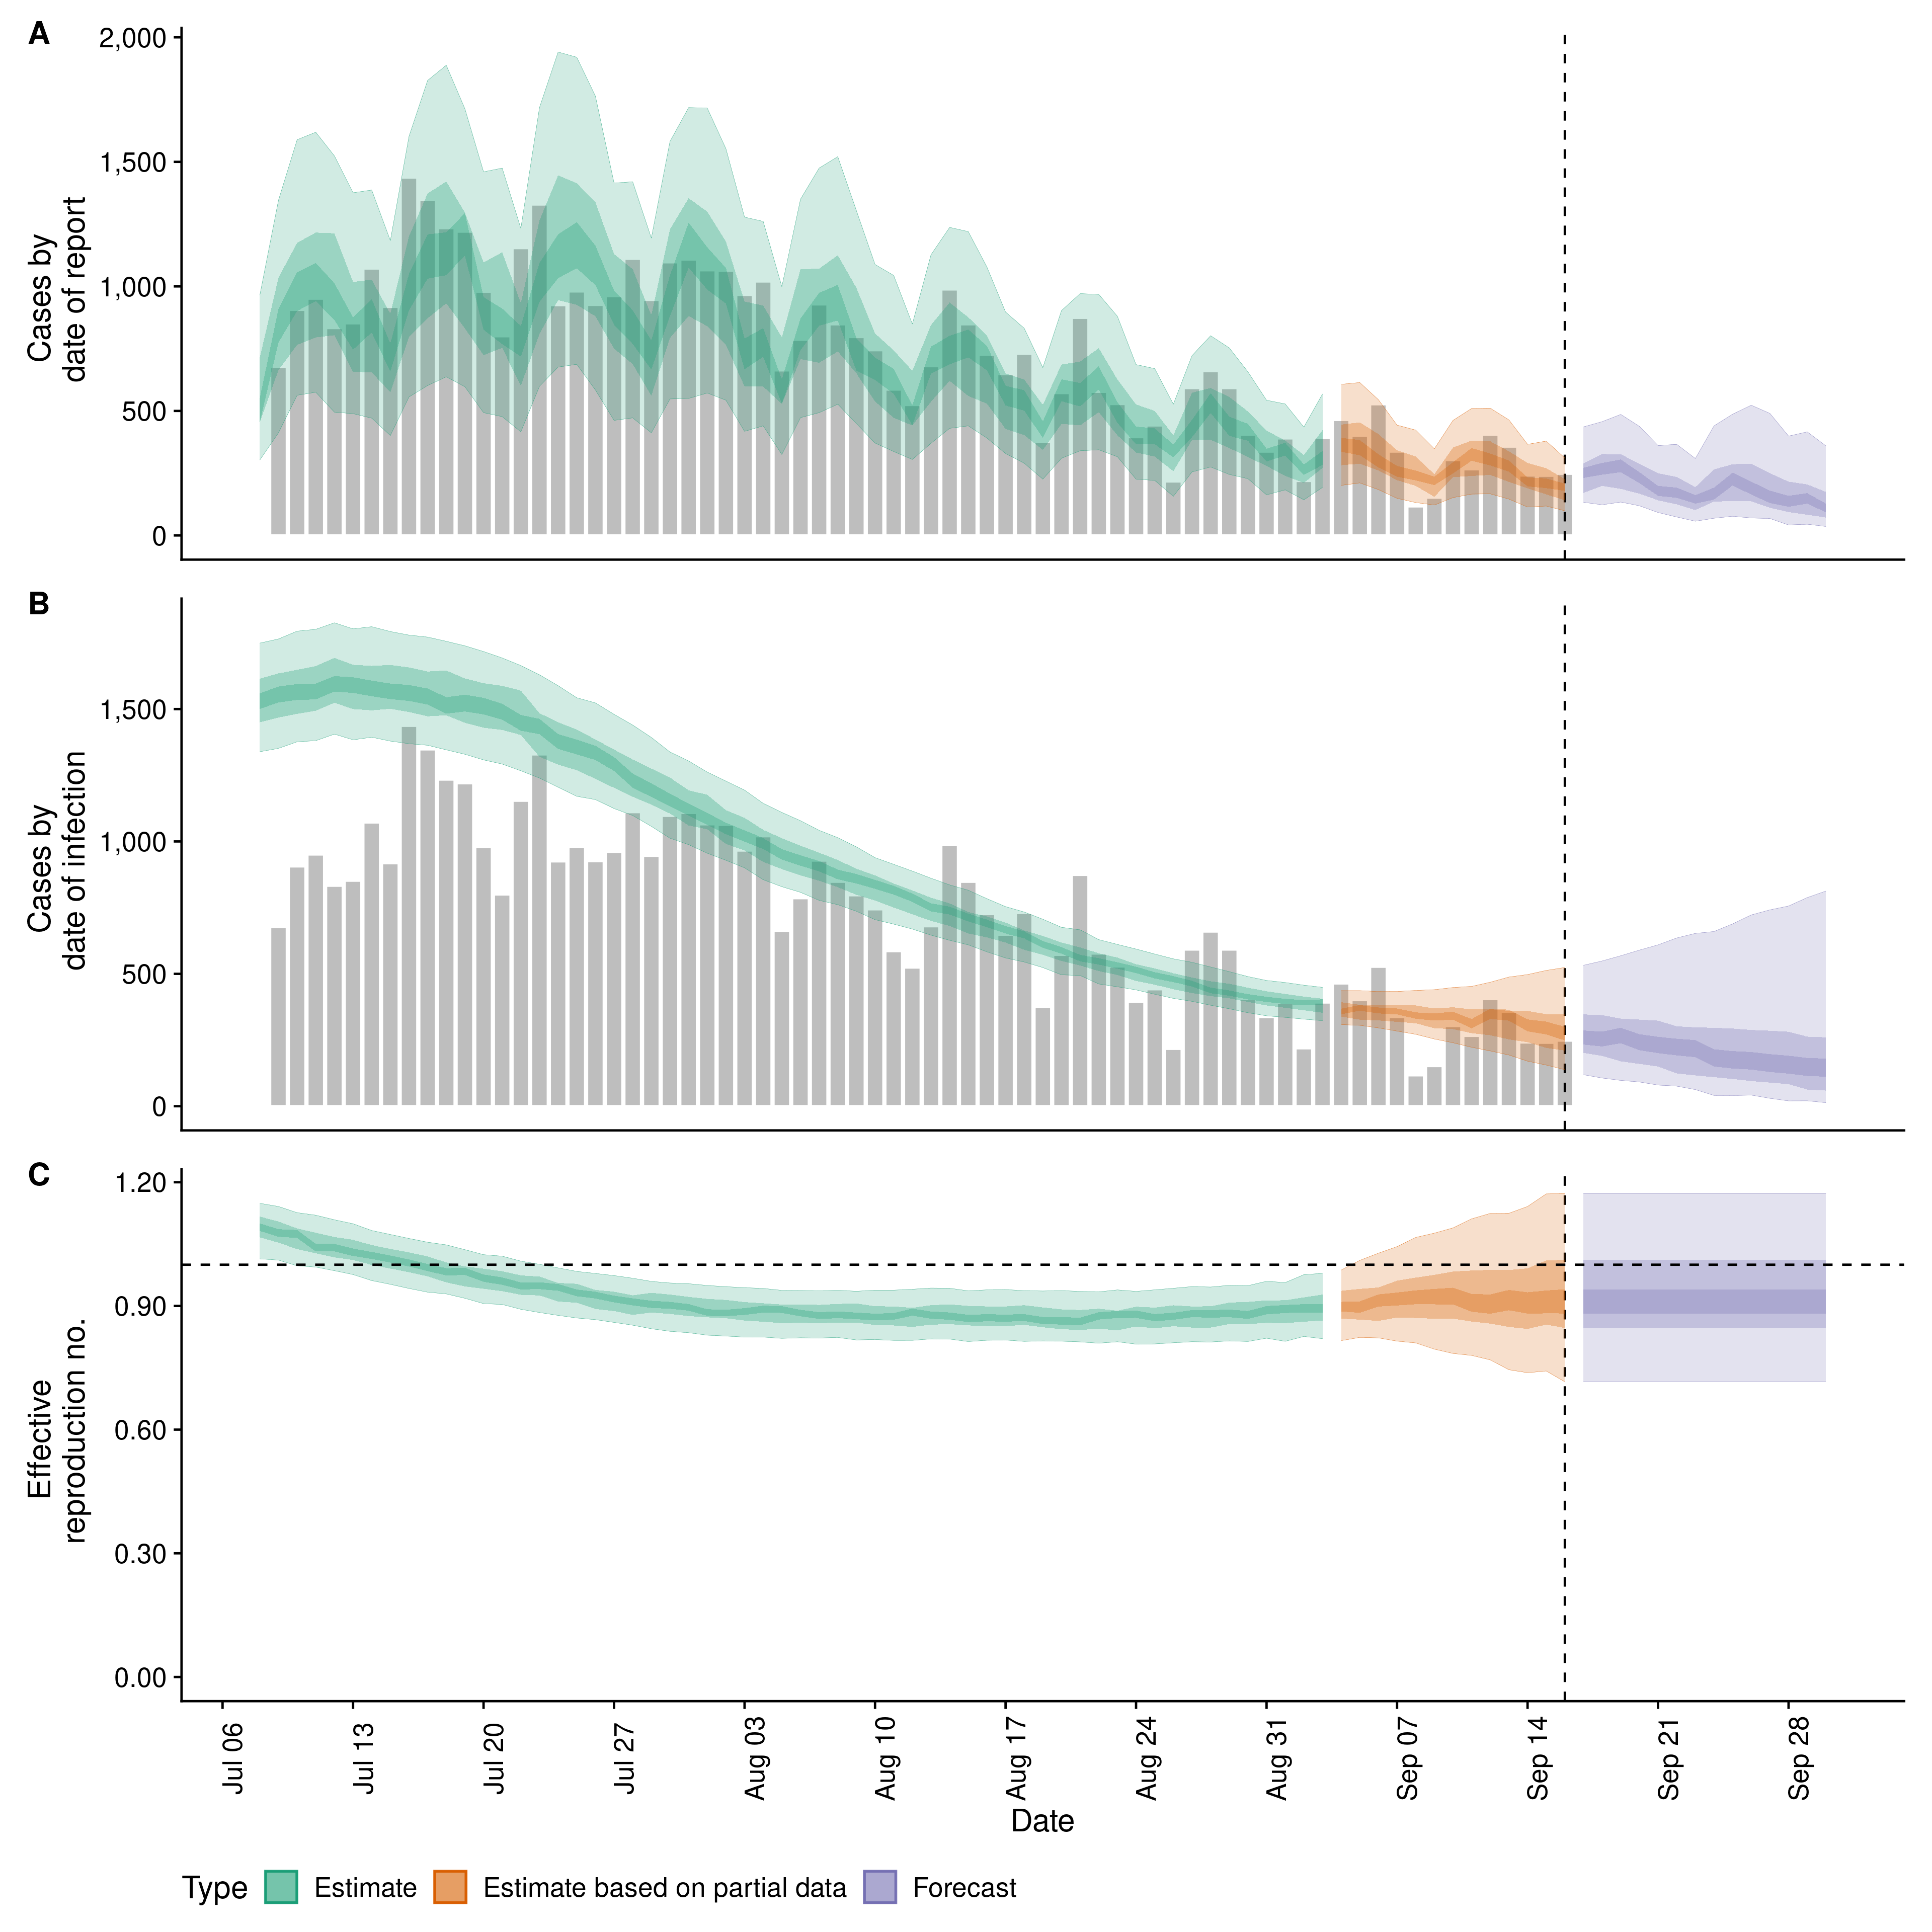 A
Cases by
date of report
2,000
1,500
1,000
500
0
B
Cases by
date of infection
1,500
1,000
500
0
C
Effective
reproduction no.
1.20
0.90
0.60
0.30
0.00
Jul 06
Jul 13
Jul 20
Jul 27
Aug 03
Aug 10
Aug 17
Aug 24
Aug 31
Sep 07
Sep 14
Sep 21
Sep 28
Date
Type Estimate Estimate based on partial data Forecast